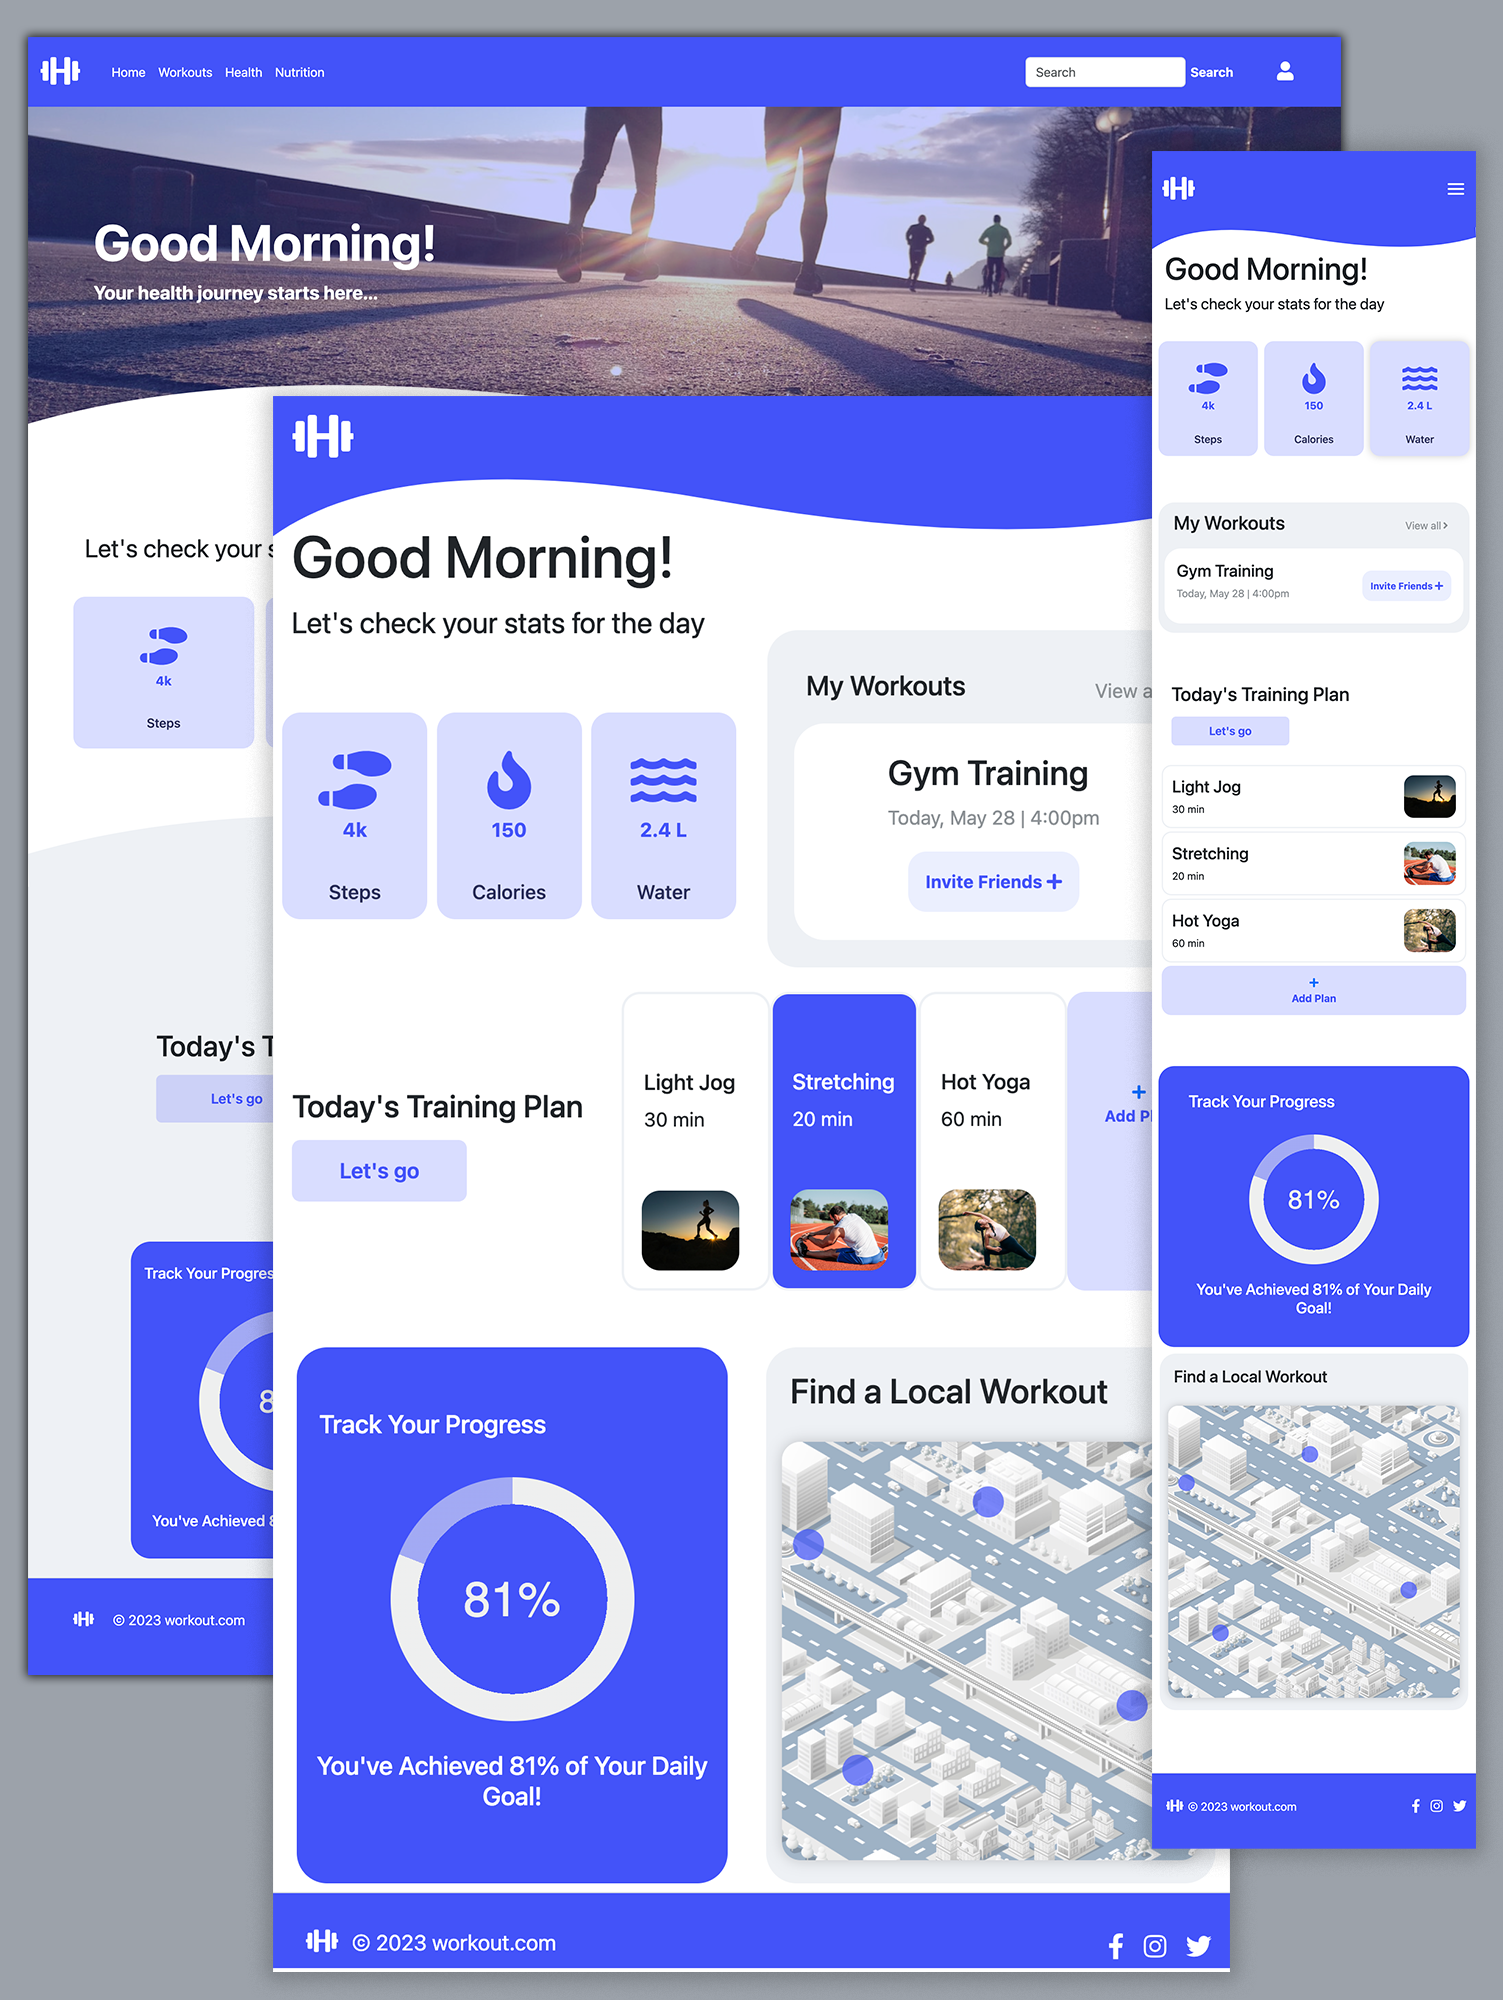 Home Workouts Health Nutrition
Search
Search
Good Morning!
Your health journey starts here...
Let's check your s
4k
Steps
Today's T
Let's go
Track Your Progres
8
You've Achieved 8
© 2023 workout.com
Good Morning!
Let's check your stats for the day
4k
Steps
150
Calories
2.4 L
Water
My Workouts
View a
Gym Training
Today, May 28 | 4:00pm
Invite Friends +
Today's Training Plan
Let's go
Light Jog
30 min
Stretching
20 min
Hot Yoga
60 min
+
Add Pl
Track Your Progress
81%
You've Achieved 81% of Your Daily
Goal!
Find a Local Workout
© 2023 workout.com
Good Morning!
Let's check your stats for the day
4k
Steps
150
Calories
2.4 L
Water
My Workouts
View all >
Gym Training
Today, May 28 | 4:00pm
Invite Friends +
Today's Training Plan
Let's go
Light Jog
30 min
Stretching
20 min
Hot Yoga
60 min
+
Add Plan
Track Your Progress
81%
You've Achieved 81% of Your Daily
Goal!
Find a Local Workout
© 2023 workout.com